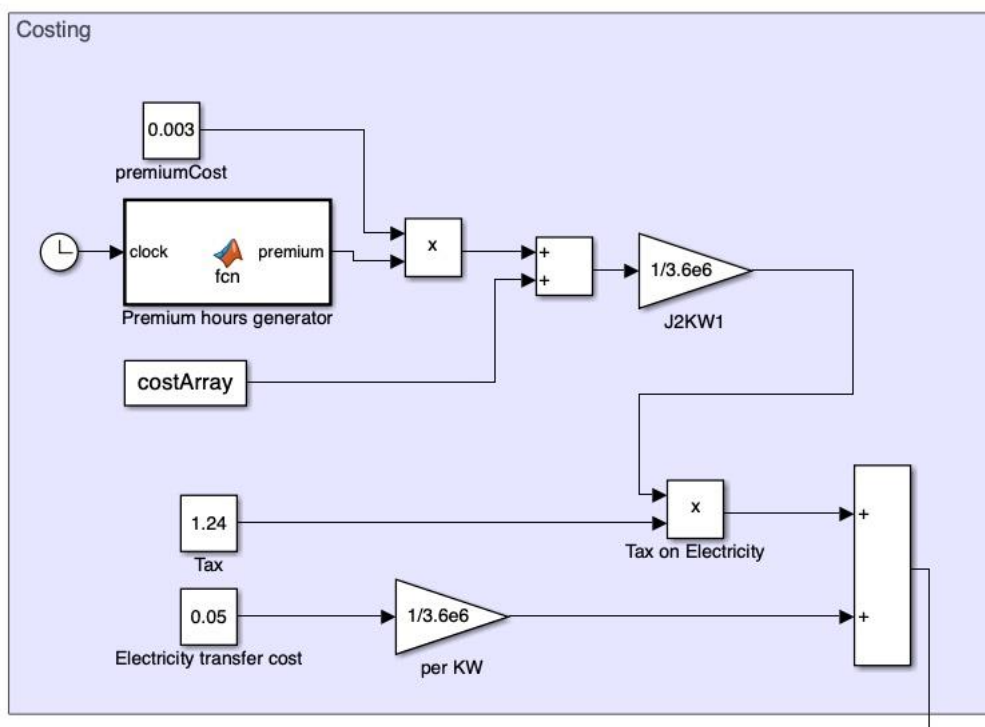 Costing
0.003
premiumCost
clock
fcn
premium
Premium hours generator
x
+
+
1/3.6e6
J2KW1
costArray
1.24
Tax
x
Tax on Electricity
0.05
Electricity transfer cost
1/3.6e6
per KW
+
+